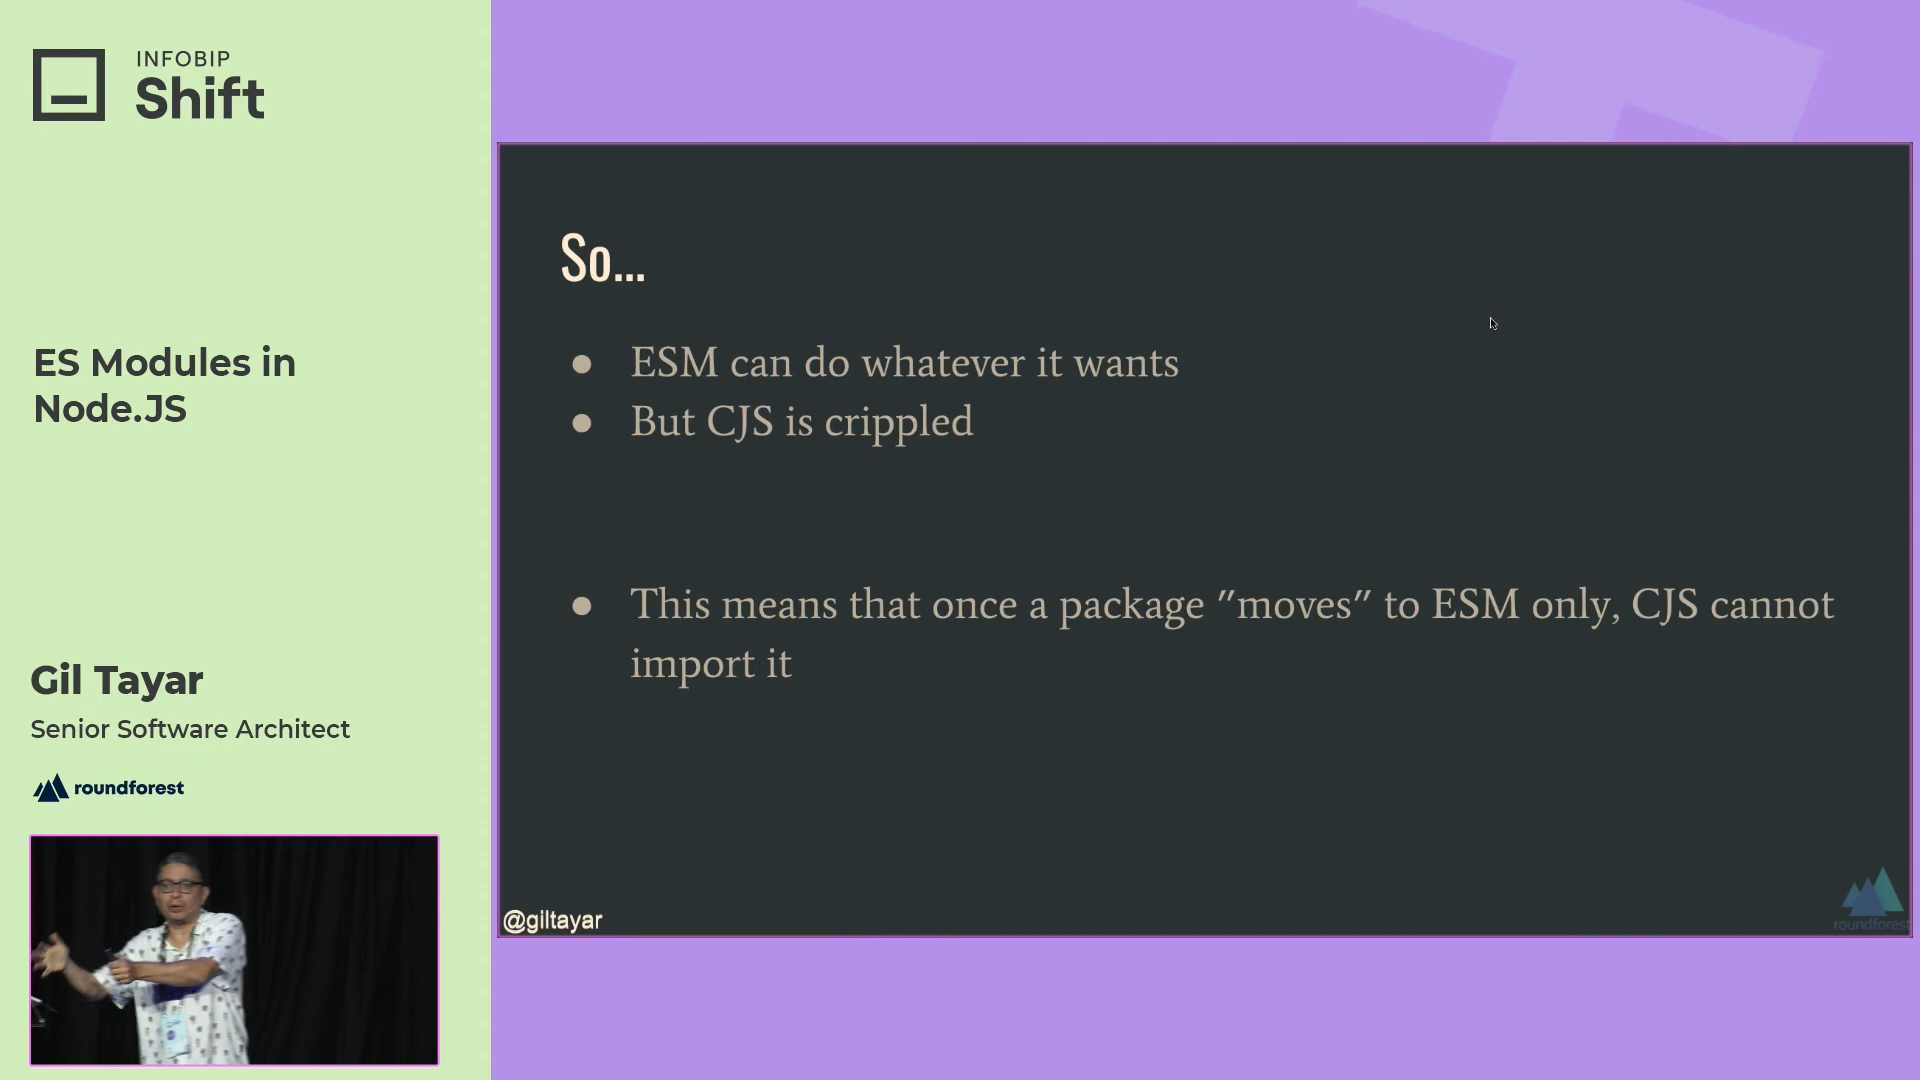 INFOBIP
Shift
ES Modules in
Node.JS
Gil Tayar
Senior Software Architect
roundforest
So...
● ESM can do whatever it wants
● But CJS is crippled
● This means that once a package "moves" to ESM only, CJS cannot
import it
@giltayar
roundforest